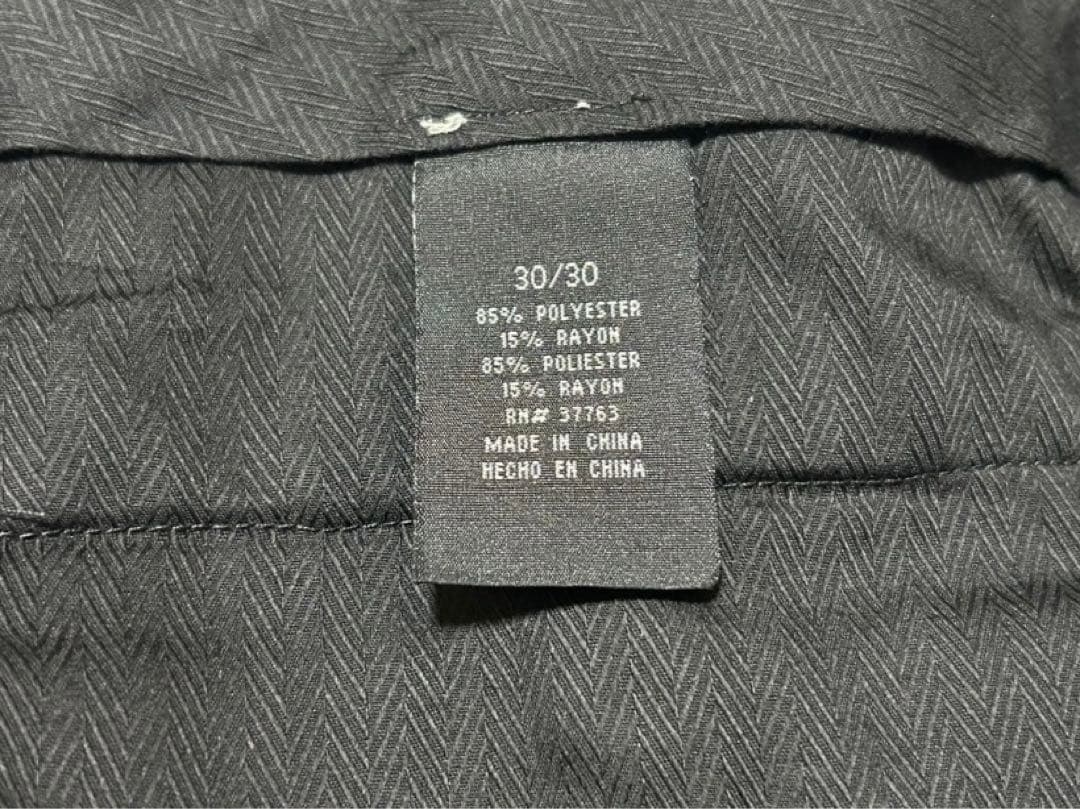 30/30
85% POLYESTER
15% RAYON
85% POLIESTER
15% RAYON
RN# 37763
MADE IN CHINA
HECHO EN CHINA